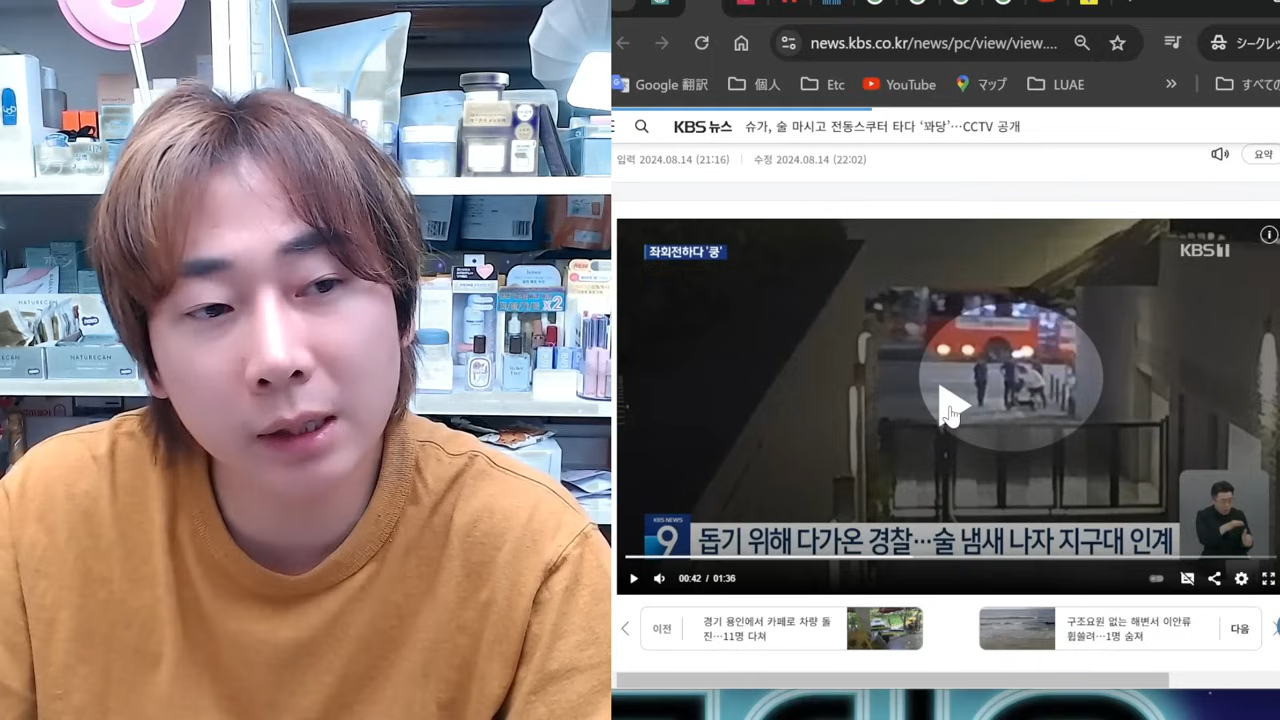 news.kbs.co.kr/news/pc/view/view....
シークレッ
Google 翻訳
個人
Etc
YouTube
マップ
LUAE
すべての
KBS 뉴스
슈가, 술 마시고 전동스쿠터 타다 ‘꽈당’…CCTV 공개
입력 2024.08.14 (21:16)
수정 2024.08.14 (22:02)
요약
좌회전하다 '쿵'
KBS 1
KBS NEWS
9
돕기 위해 다가온 경찰…술 냄새 나자 지구대 인계
00:42 / 01:36
이전
경기 용인에서 카페로 차량 돌
진…11명 다쳐
구조요원 없는 해변서 이안류
휩쓸려…1명 숨져
다음
NATURECAN
NATURECAN
NATURECAN
x2